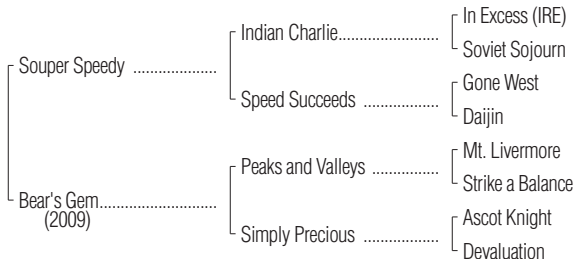 In Excess (IRE)
Indian Charlie..................
Soviet Sojourn
Souper Speedy ...................
Gone West
Speed Succeeds .................
Daijin
Mt. Livermore
Peaks and Valleys ...............
Strike a Balance
Bear's Gem...........................
(2009)
Ascot Knight
Simply Precious .................
Devaluation